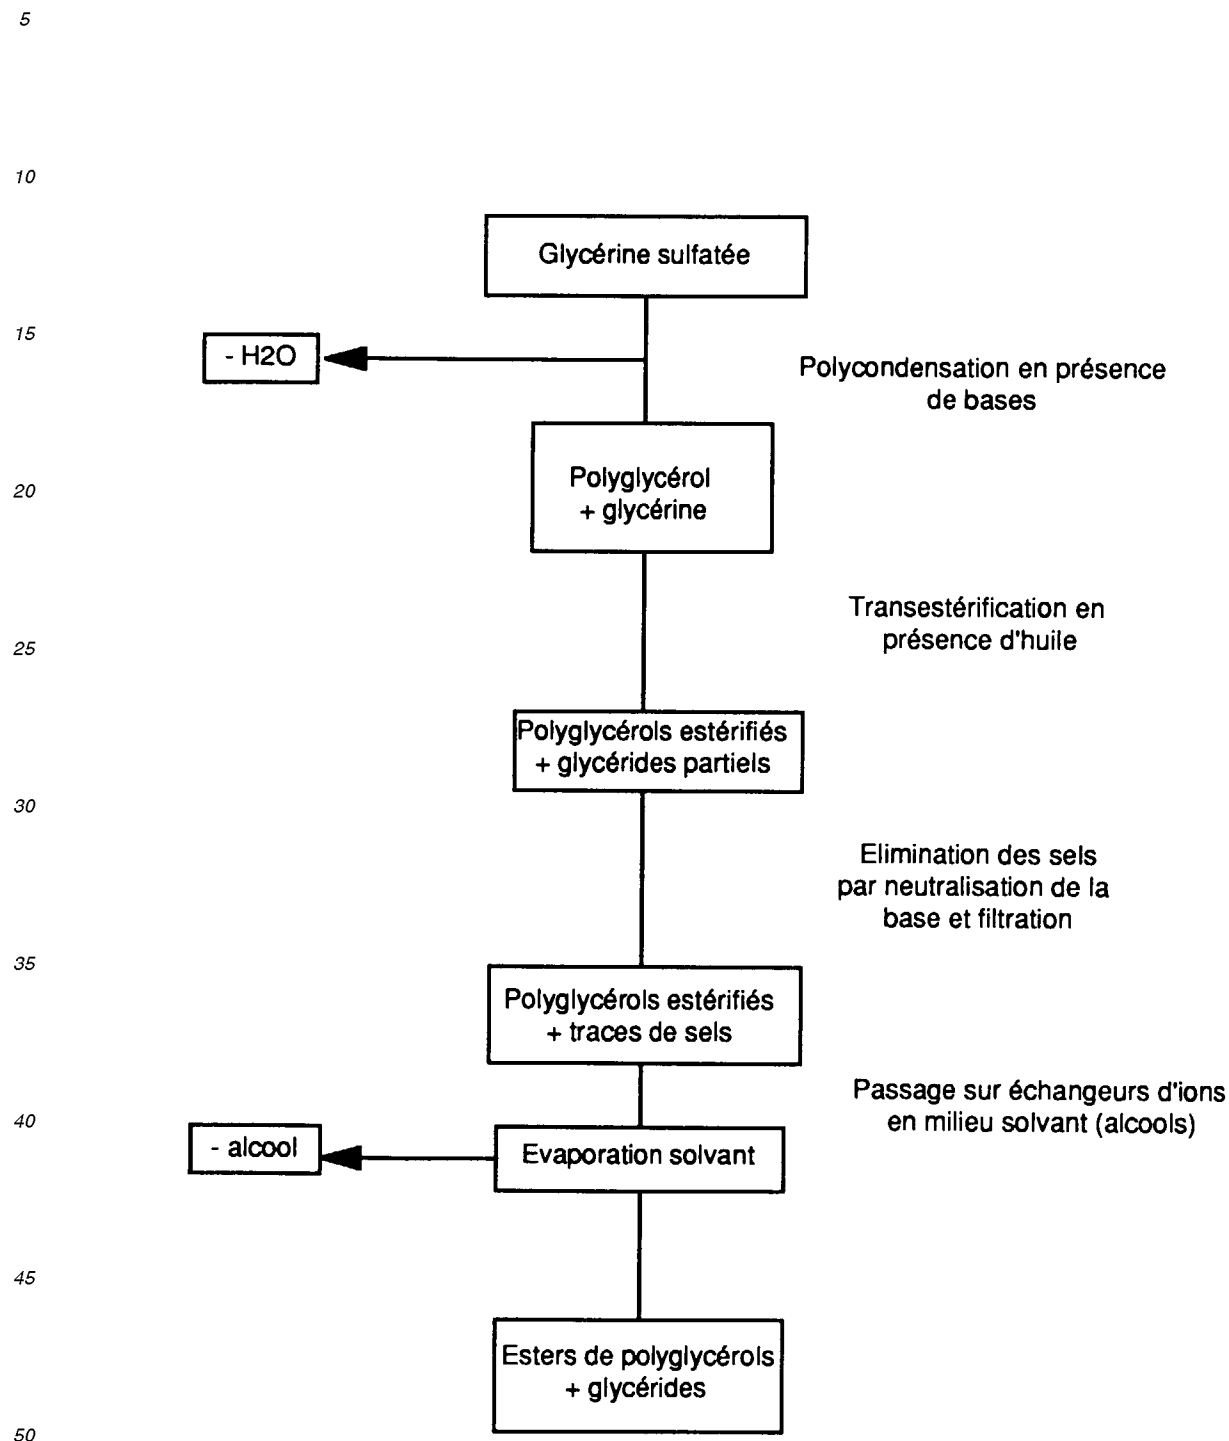 5
10
Glycérine sulfatée
15
- H2O
Polycondensation en présence
de bases
20
Polyglycérol
+ glycérine
Transestérification en
présence d'huile
25
Polyglycérols estérifiés
+ glycérides partiels
30
Elimination des sels
par neutralisation de la
base et filtration
35
Polyglycérols estérifiés
+ traces de sels
Passage sur échangeurs d'ions
en milieu solvant (alcools)
40
- alcool
Evaporation solvant
45
Esters de polyglycérols
+ glycérides
50